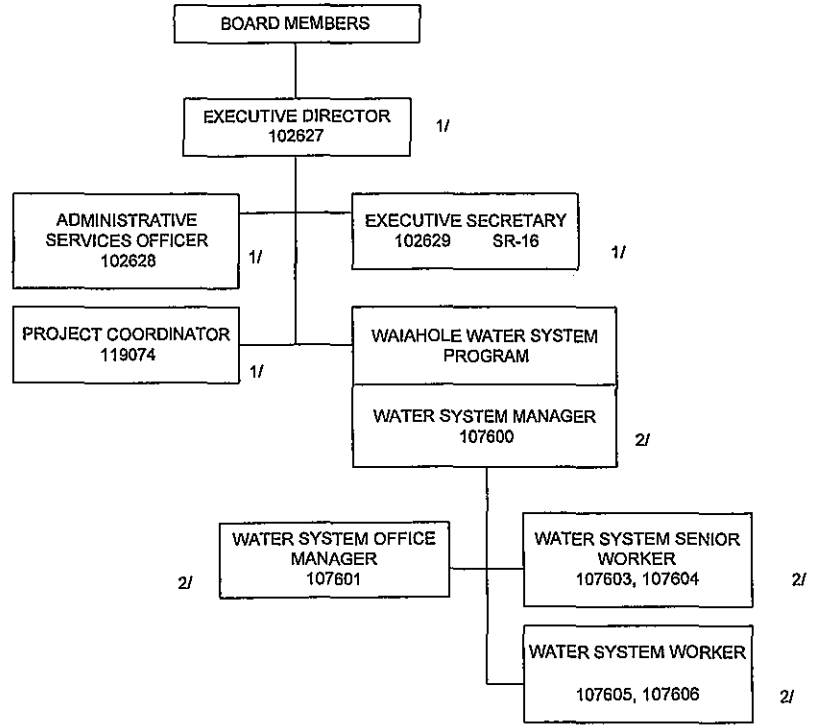 BOARD MEMBERS
EXECUTIVE DIRECTOR
102627
1/
ADMINISTRATIVE
SERVICES OFFICER
102628
1/
EXECUTIVE SECRETARY
102629 SR-16
1/
PROJECT COORDINATOR
119074
1/
WAIAHOLE WATER SYSTEM
PROGRAM
WATER SYSTEM MANAGER
107600
2/
WATER SYSTEM OFFICE
MANAGER
107601
2/
WATER SYSTEM SENIOR
WORKER
107603, 107604
2/
WATER SYSTEM WORKER
107605, 107606
2/